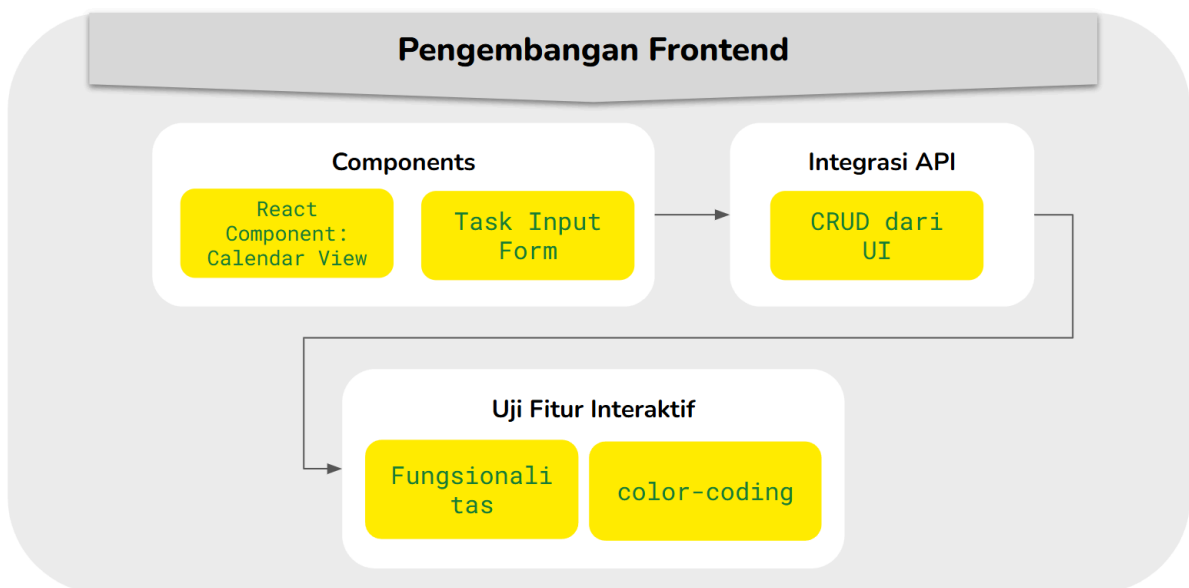 Pengembangan Frontend
Components
React
Component:
Calendar View
Task Input
Form
Integrasi API
CRUD dari
UI
Uji Fitur Interaktif
Fungsionali
tas
color-coding